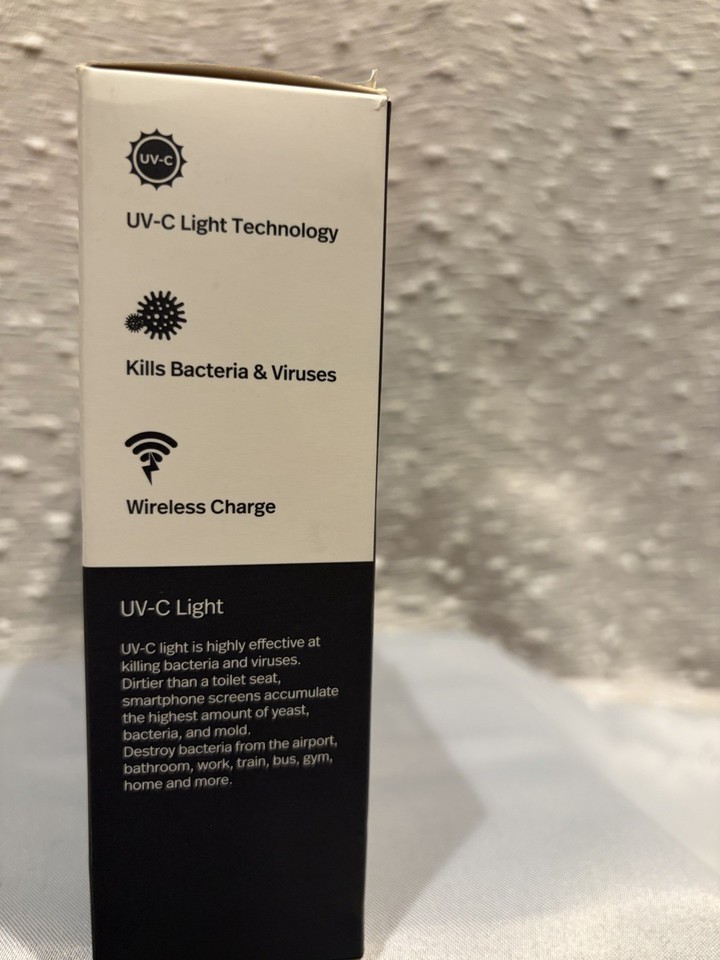 UV-C
UV-C Light Technology
Kills Bacteria & Viruses
Wireless Charge
UV-C Light
UV-C light is highly effective at
killing bacteria and viruses.
Dirtier than a toilet seat,
smartphone screens accumulate
the highest amount of yeast,
bacteria, and mold.
Destroy bacteria from the airport,
bathroom, work, train, bus, gym,
home and more.